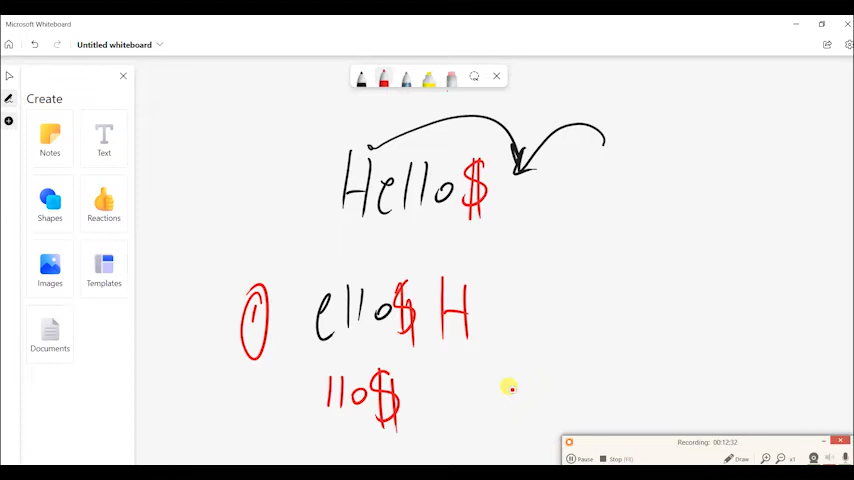 Microsoft Whiteboard
Untitled whiteboard
Create
Notes
Text
Shapes
Reactions
Images
Templates
Documents
Hello$
1 ello$ H
llo$
Recording: 00:12:32
Pause Stop (F8) Draw x1